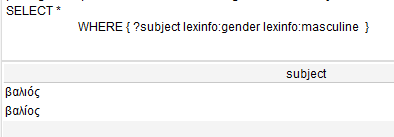 SELECT *
WHERE { ?subject lexinfo:gender lexinfo:masculine }
subject
βαλιός
βαλίος